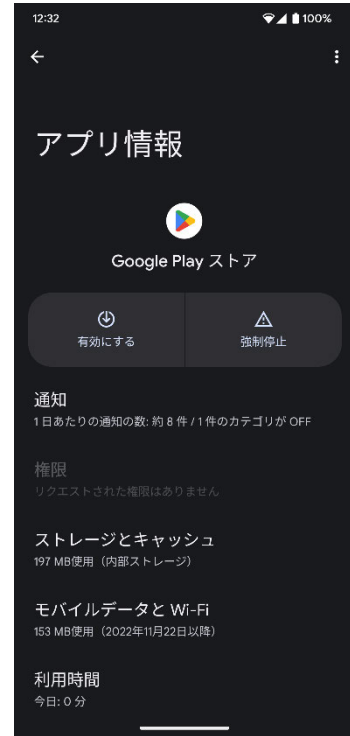 12:32 100%
アプリ情報
Google Play ストア
有効にする 強制停止
通知
1日あたりの通知の数: 約 8 件 / 1 件のカテゴリが OFF
権限
リクエストされた権限はありません
ストレージとキャッシュ
197 MB使用（内部ストレージ）
モバイルデータと Wi-Fi
153 MB使用（2022年11月22日以降）
利用時間
今日: 0 分